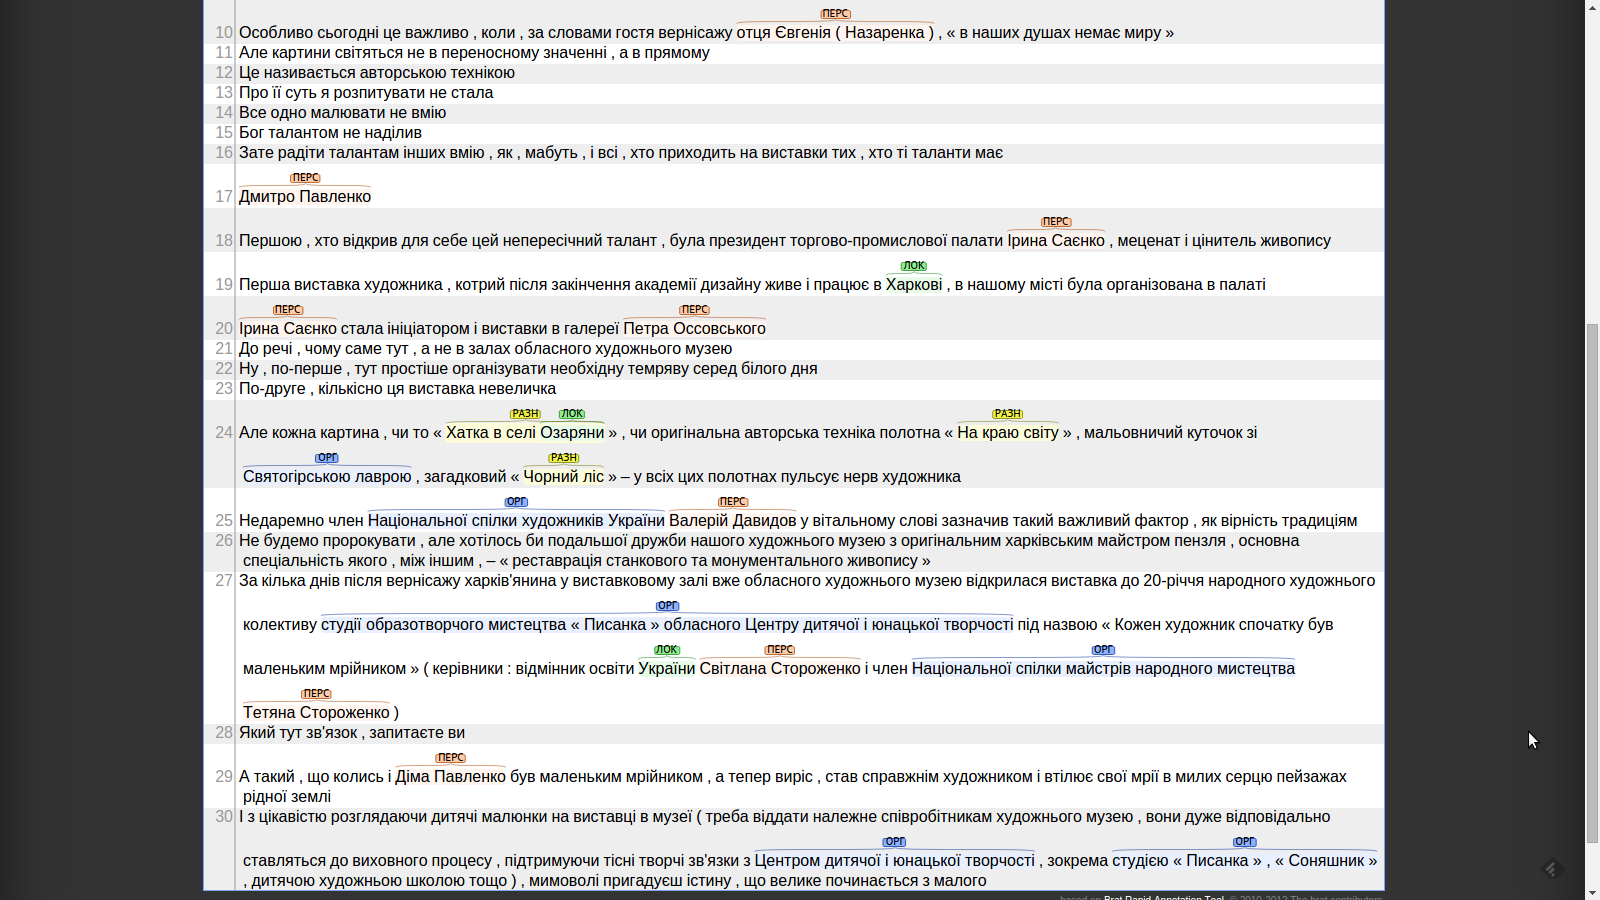 ПЕРС
10 Особливо сьогодні це важливо , коли , за словами гостя вернісажу отця Євгенія ( Назаренка ) , « в наших душах немає миру »
11 Але картини світяться не в переносному значенні , а в прямому
12 Це називається авторською технікою
13 Про її суть я розпитувати не стала
14 Все одно малювати не вмію
15 Бог талантом не наділив
16 Зате радіти талантам інших вмію , як , мабуть , і всі , хто приходить на виставки тих , хто ті таланти має
ПЕРС
17 Дмитро Павленко
ПЕРС
18 Першою , хто відкрив для себе цей непересічний талант , була президент торгово-промислової палати Ірина Саєнко , меценат і цінитель живопису
ЛОК
19 Перша виставка художника , котрий після закінчення академії дизайну живе і працює в Харкові , в нашому місті була організована в палаті
ПЕРС ПЕРС
20 Ірина Саєнко стала ініціатором і виставки в галереї Петра Оссовського
21 До речі , чому саме тут , а не в залах обласного художнього музею
22 Ну , по-перше , тут простіше організувати необхідну темряву серед білого дня
23 По-друге , кількісно ця виставка невеличка
РАЗН ЛОК РАЗН
24 Але кожна картина , чи то « Хатка в селі Озаряни » , чи оригінальна авторська техніка полотна « На краю світу » , мальовничий куточок зі
ОРГ РАЗН
Святогірською лаврою , загадковий « Чорний ліс » – у всіх цих полотнах пульсує нерв художника
ОРГ ПЕРС
25 Недаремно член Національної спілки художників України Валерій Давидов у вітальному слові зазначив такий важливий фактор , як вірність традиціям
26 Не будемо пророкувати , але хотілось би подальшої дружби нашого художнього музею з оригінальним харківським майстром пензля , основна
спеціальність якого , між іншим , – « реставрація станкового та монументального живопису »
27 За кілька днів після вернісажу харків'янина у виставковому залі вже обласного художнього музею відкрилася виставка до 20-річчя народного художнього
ОРГ
колективу студії образотворчого мистецтва « Писанка » обласного Центру дитячої і юнацької творчості під назвою « Кожен художник спочатку був
ЛОК ПЕРС ОРГ
маленьким мрійником » ( керівники : відмінник освіти України Світлана Стороженко і член Національної спілки майстрів народного мистецтва
ПЕРС
Тетяна Стороженко )
28 Який тут зв'язок , запитаєте ви
ПЕРС
29 А такий , що колись і Діма Павленко був маленьким мрійником , а тепер виріс , став справжнім художником і втілює свої мрії в милих серцю пейзажах
рідної землі
30 І з цікавістю розглядаючи дитячі малюнки на виставці в музеї ( треба віддати належне співробітникам художнього музею , вони дуже відповідально
ОРГ ОРГ
ставляться до виховного процесу , підтримуючи тісні творчі зв'язки з Центром дитячої і юнацької творчості , зокрема студією « Писанка » , « Соняшник »
, дитячою художньою школою тощо ) , мимоволі пригадуєш істину , що велике починається з малого
based on Brat Rapid Annotation Tool, © 2010-2012 The brat contributors